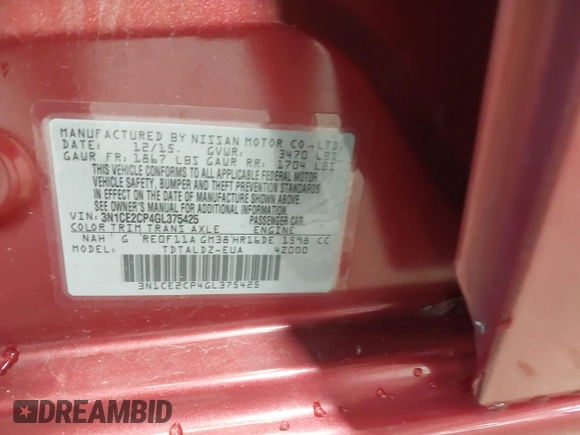 MANUFACTURED BY NISSAN MOTOR CO.,LTD.
DATE: 12/15. GVWR: 3470 LBS
GAWR FR: 1867 LBS GAWR RR: 1704 LBS
THIS VEHICLE CONFORMS TO ALL APPLICABLE FEDERAL MOTOR
VEHICLE SAFETY, BUMPER AND THEFT PREVENTION STANDARDS
IN EFFECT ON THE DATE OF MANUFACTURE SHOWN ABOVE.
SEE OWNER'S MANUAL FOR ADDITIONAL INFORMATION.
VIN: 3N1CE2CP4GL375425 PASSENGER CAR
COLOR TRIM TRANS AXLE ENGINE
NAH G RE0F11A GM38 HR16DE 1598 CC
MODEL: TDTALDZ-EUA 42000
3N1CE2CP4GL375425
DREAMBID